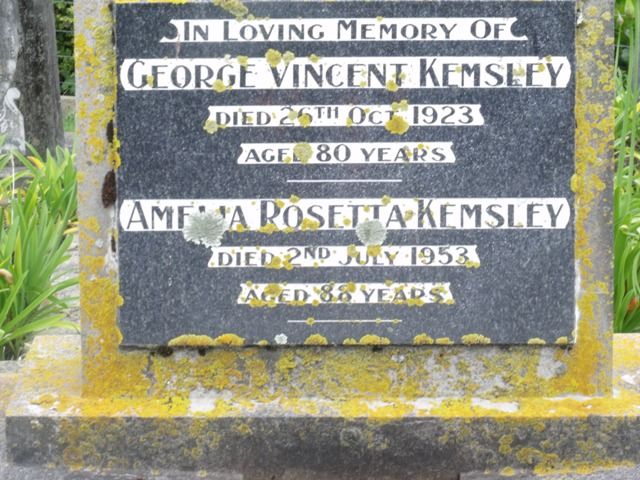 IN LOVING MEMORY OF
GEORGE VINCENT KEMSLEY
DIED 26TH OCT 1923
AGED 80 YEARS
AMELIA ROSETTA KEMSLEY
DIED 2ND JULY 1953
AGED 88 YEARS